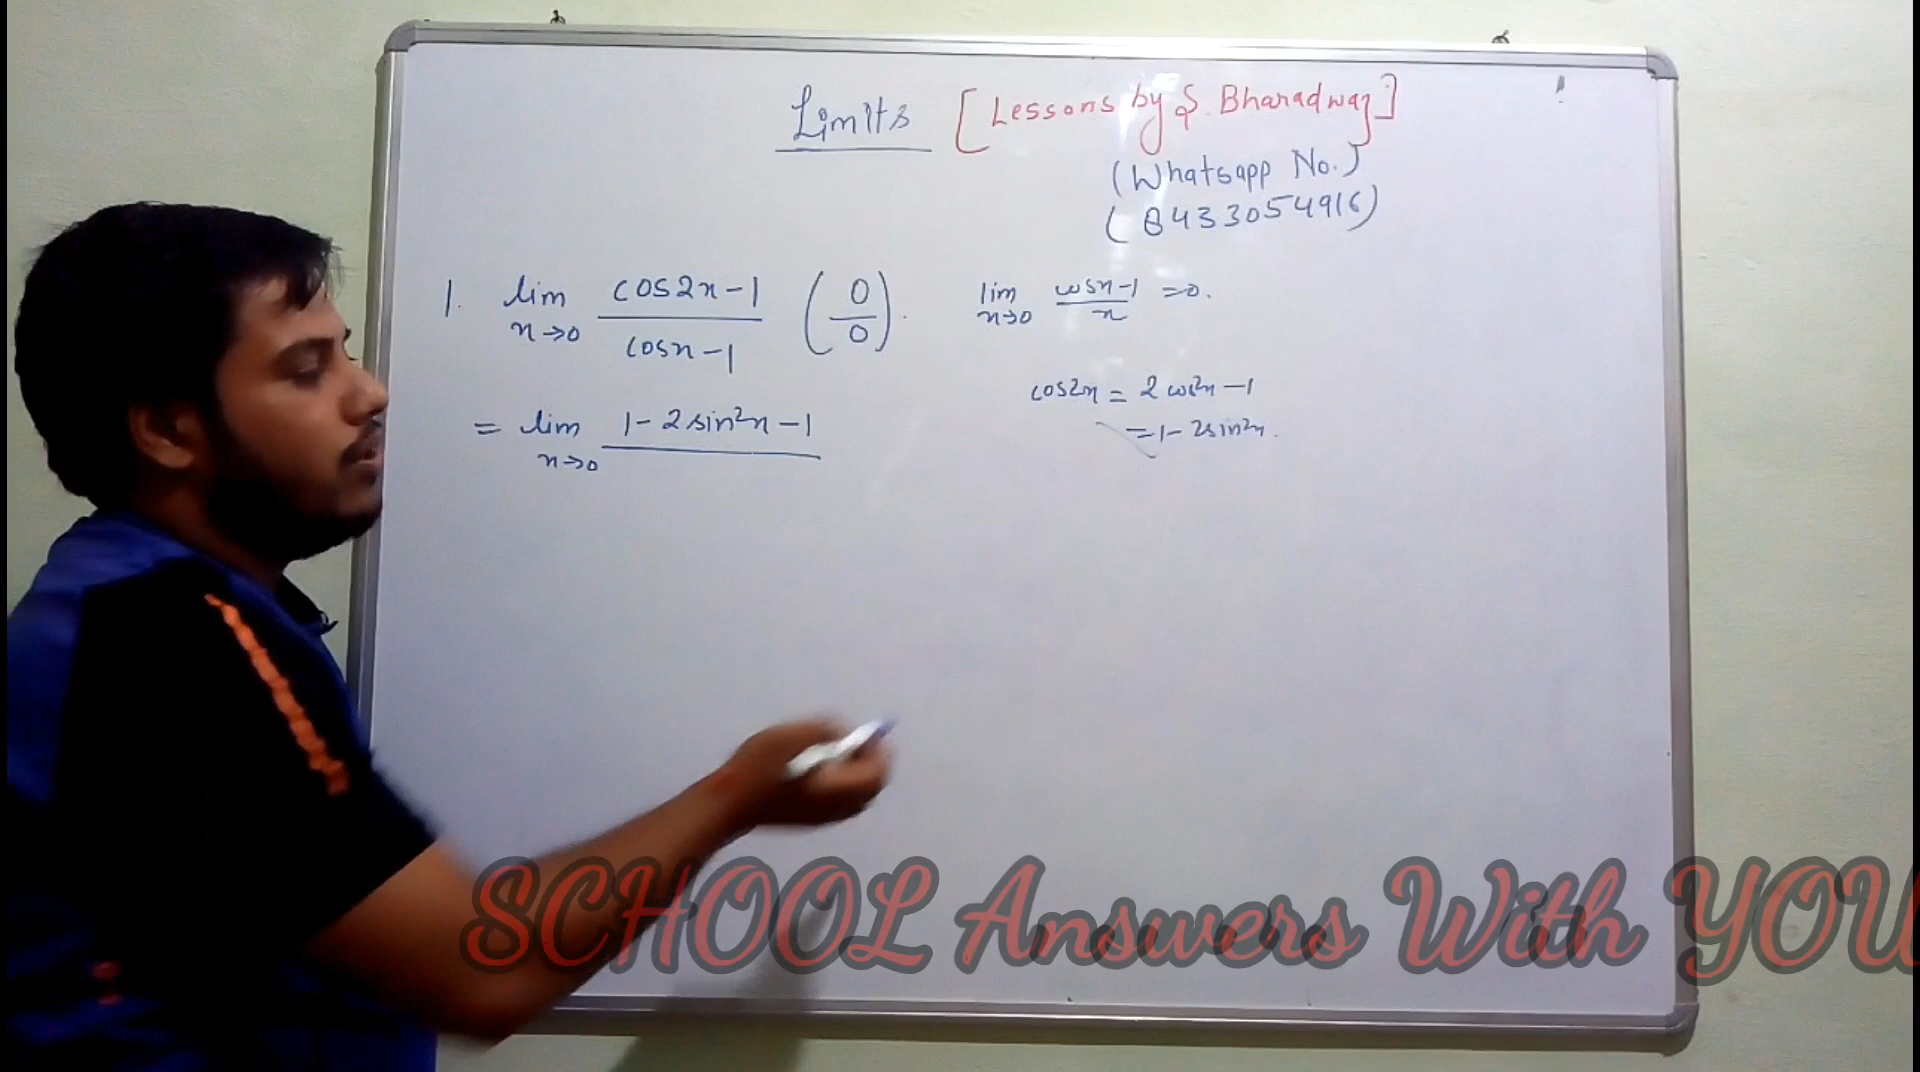 Limits [Lessons by S. Bharadwaj]
(Whatsapp No.)
(8433054916)
1. lim x→0 (cos2x-1)/(cosx-1) (0/0). lim x→0 (cosx-1)/x =0.
cos2x = 2cos²x-1
= lim x→0 1-2sin²x-1
=1-2sin²x.
SCHOOL Answers With YOU